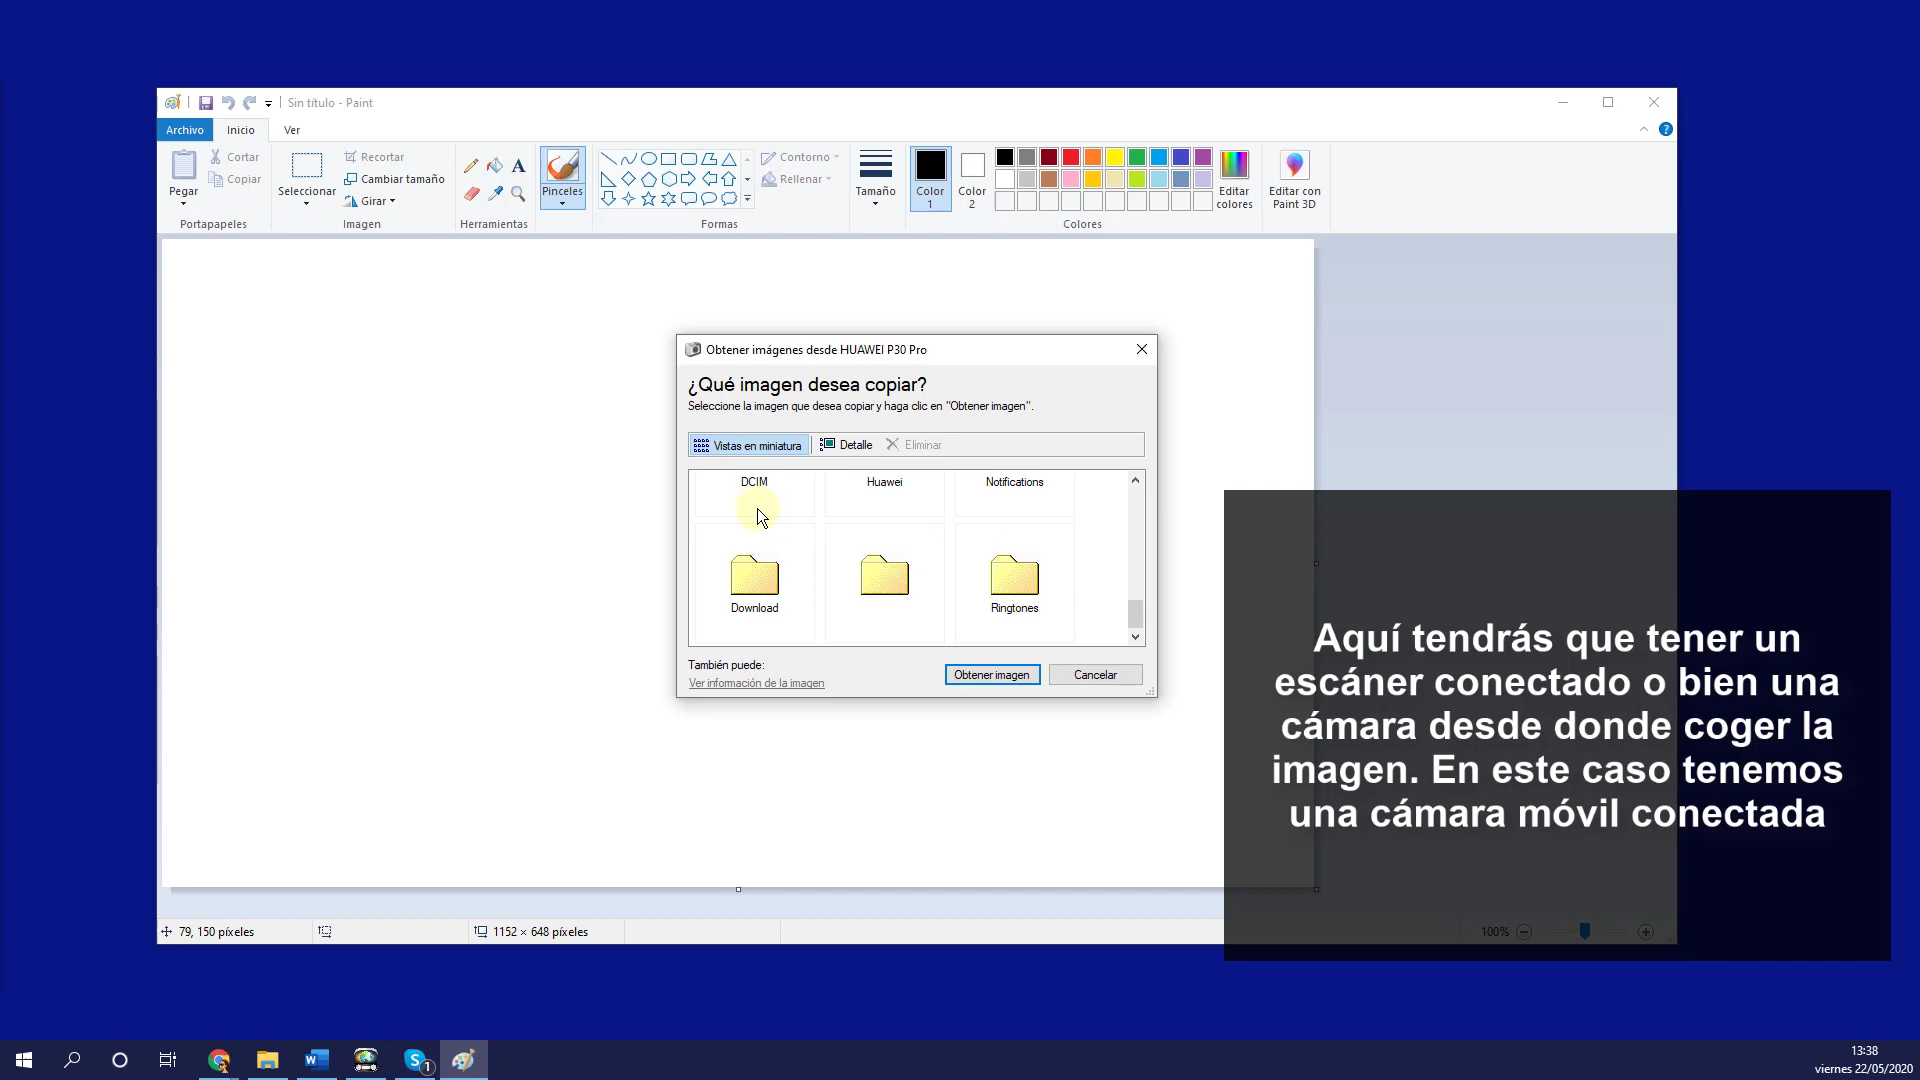 Sin título - Paint
Archivo
Inicio
Ver
Pegar
Cortar
Copiar
Portapapeles
Seleccionar
Recortar
Cambiar tamaño
Girar
Imagen
A
Herramientas
Pinceles
Formas
Contorno
Rellenar
Tamaño
Color
1
Color
2
Colores
Editar
colores
Editar con
Paint 3D
?
Obtener imágenes desde HUAWEI P30 Pro
¿Qué imagen desea copiar?
Seleccione la imagen que desea copiar y haga clic en "Obtener imagen".
Vistas en miniatura
Detalle
Eliminar
DCIM
Huawei
Notifications
Download
Ringtones
También puede:
Ver información de la imagen
Obtener imagen
Cancelar
Aquí tendrás que tener un
escáner conectado o bien una
cámara desde donde coger la
imagen. En este caso tenemos
una cámara móvil conectada
79, 150 píxeles
1152 × 648 píxeles
100%
W
S
1
13:38
viernes 22/05/2020